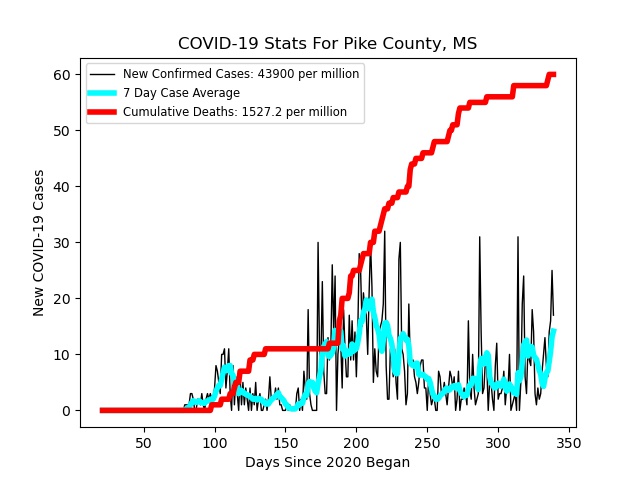 COVID-19 Stats For Pike County, MS
New Confirmed Cases: 43900 per million
7 Day Case Average
Cumulative Deaths: 1527.2 per million
New COVID-19 Cases
60
50
40
30
20
10
0
50
100
150
200
250
300
350
Days Since 2020 Began